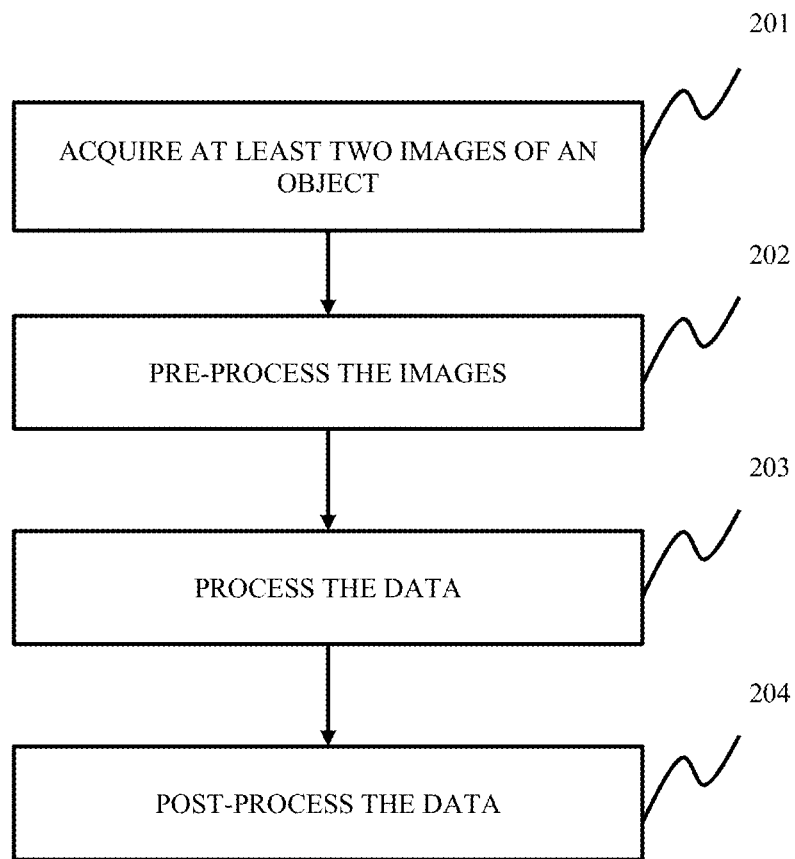 201
ACQUIRE AT LEAST TWO IMAGES OF AN
OBJECT
202
PRE-PROCESS THE IMAGES
203
PROCESS THE DATA
204
POST-PROCESS THE DATA